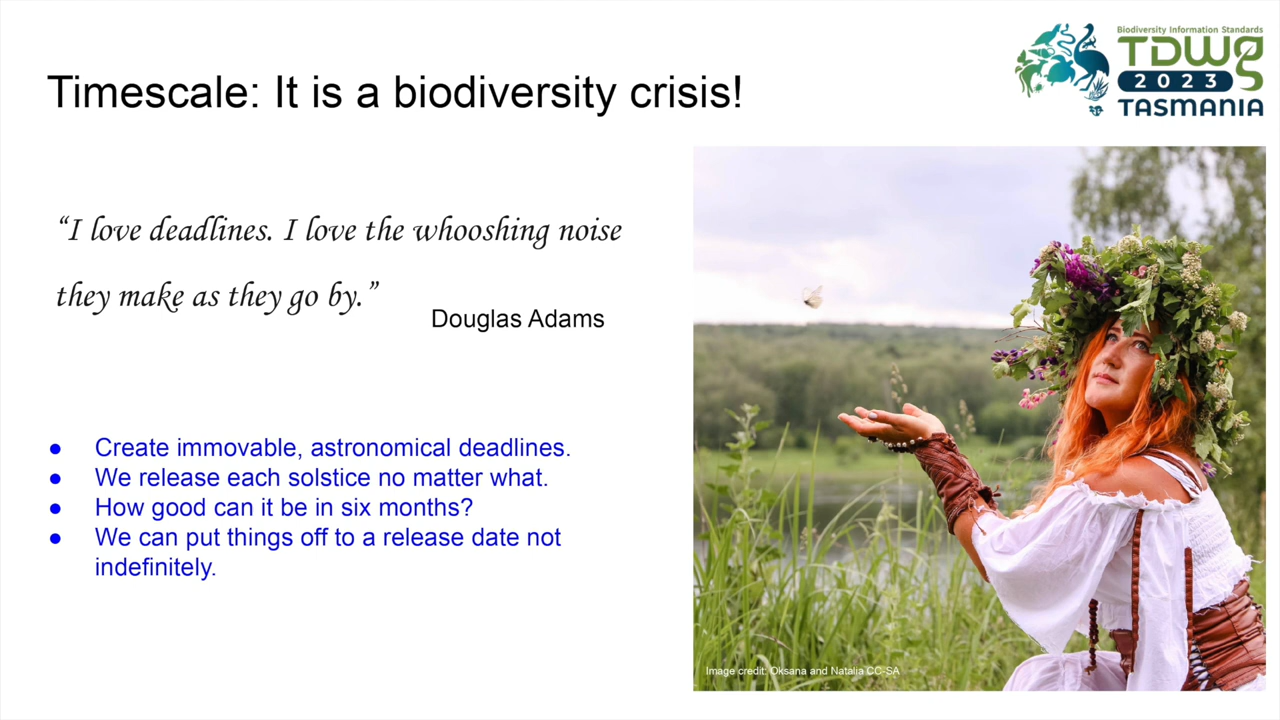 Biodiversity Information Standards
TDWG
2023
TASMANIA
Timescale: It is a biodiversity crisis!
“I love deadlines. I love the whooshing noise
they make as they go by.”
Douglas Adams
● Create immovable, astronomical deadlines.
● We release each solstice no matter what.
● How good can it be in six months?
● We can put things off to a release date not
indefinitely.
Image credit: Oksana and Natalia CC-SA